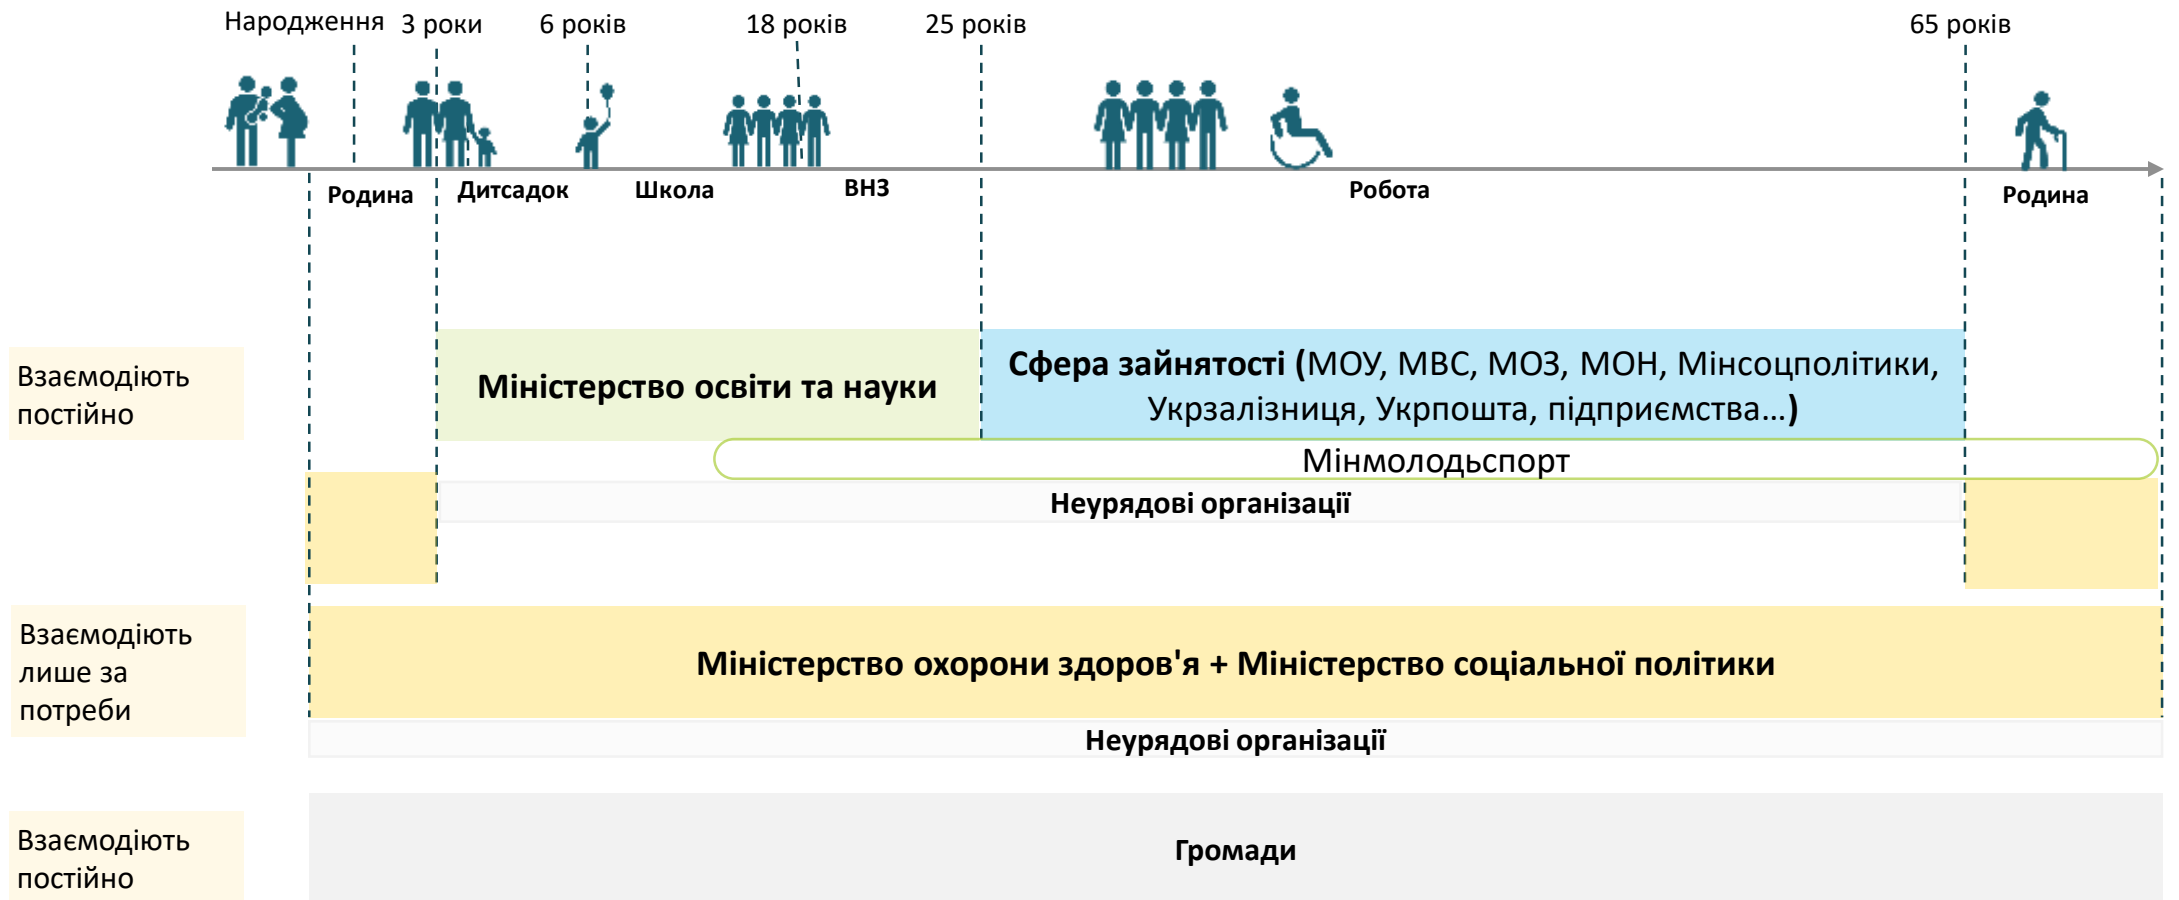 Народження
3 роки
6 років
18 років
25 років
65 років
Родина
Дитсадок
Школа
ВНЗ
Робота
Родина
Взаємодіють
постійно
Міністерство освіти та науки
Сфера зайнятості (МОУ, МВС, МОЗ, МОН, Мінсоцполітики,
Укрзалізниця, Укрпошта, підприємства...)
Мінмолодьспорт
Неурядові організації
Взаємодіють
лише за
потреби
Міністерство охорони здоров'я + Міністерство соціальної політики
Неурядові організації
Взаємодіють
постійно
Громади